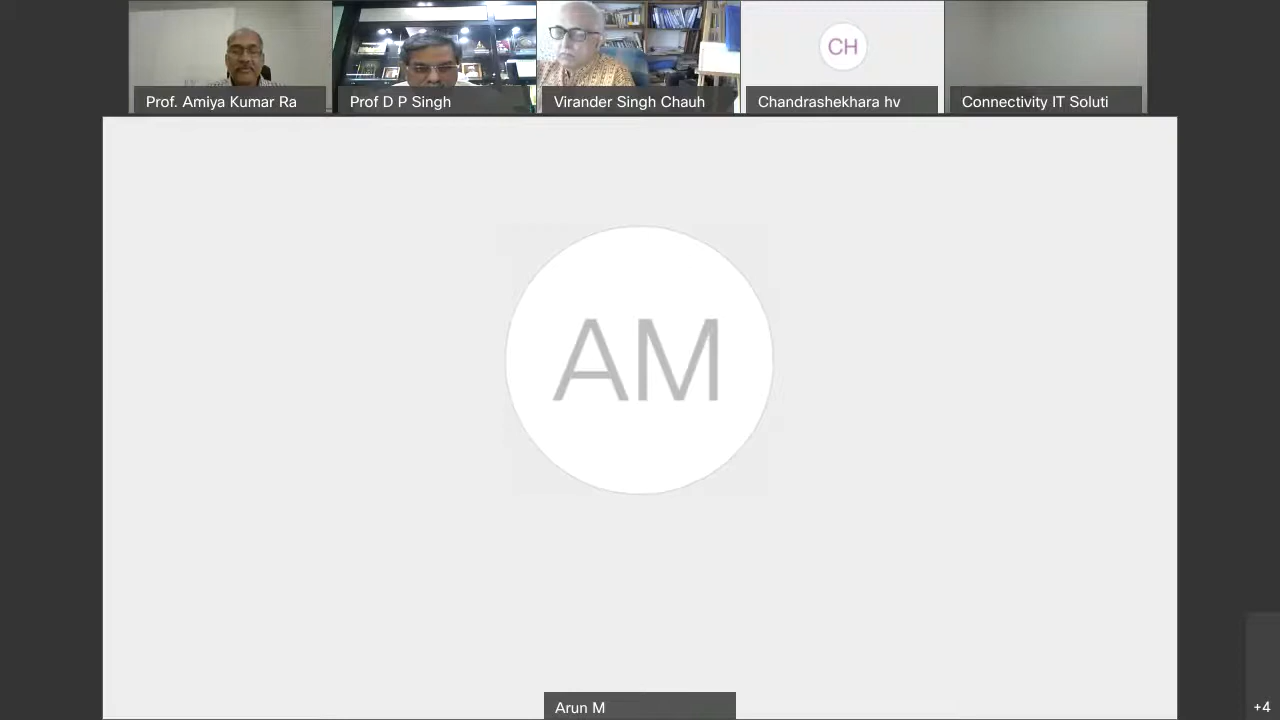 Prof. Amiya Kumar Ra
Prof D P Singh
Virander Singh Chauh
CH
Chandrashekhara hv
Connectivity IT Soluti
AM
Arun M
+4